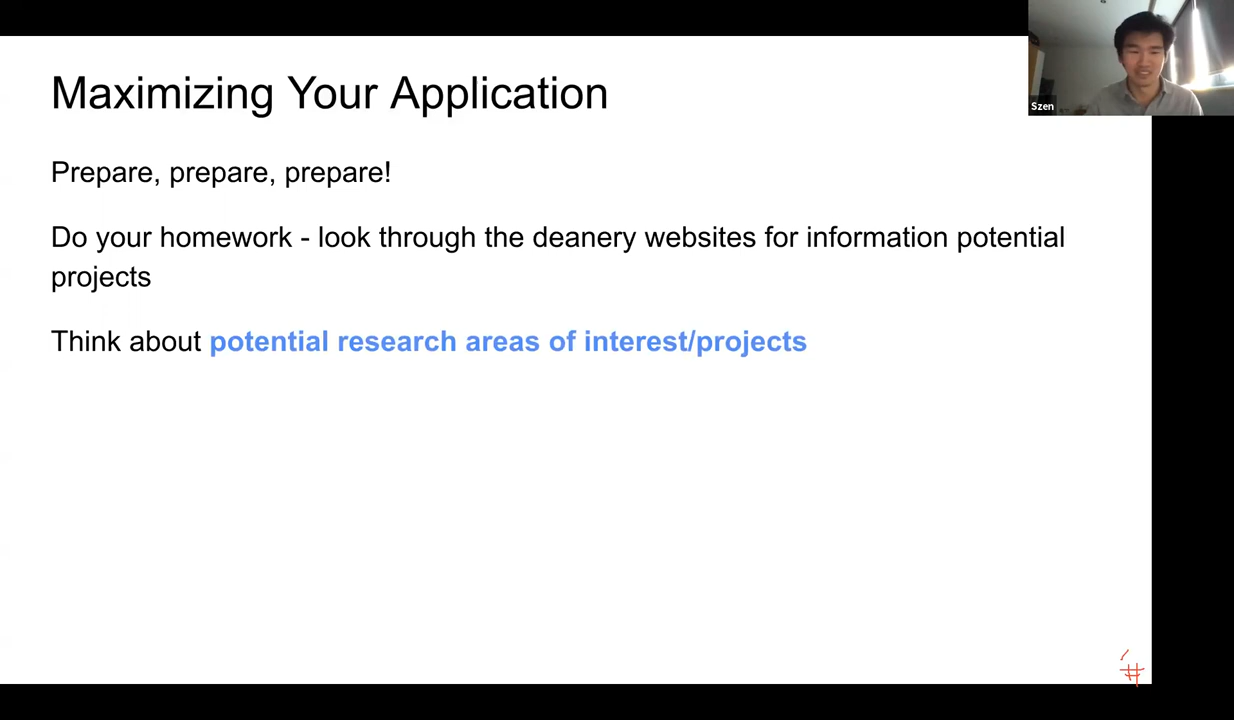 Maximizing Your Application
Szen
Prepare, prepare, prepare!
Do your homework - look through the deanery websites for information potential
projects
Think about potential research areas of interest/projects